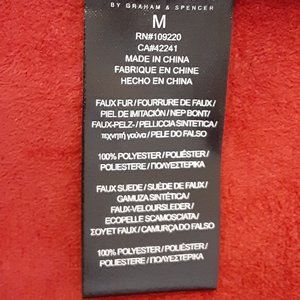 BY GRAHAM & SPENCER
M
RN#109220
CA#42241
MADE IN CHINA
FABRIQUE EN CHINE
HECHO EN CHINA
FAUX FUR / FOURRURE DE FAUX /
PIEL DE IMITACIÓN / NEP BONT/
FAUX-PELZ- / PELLICCIA SINTETICA /
τεχνητή γούνα / PELE DO FALSO
100% POLYESTER / POLIÉSTER /
POLIESTERE / ΠΟΛΥΕΣΤΕΡΙΚΑ
FAUX SUEDE / SUÈDE DE FAUX /
GAMUZA SINTÉTICA /
FAUX-VELOURSLEDER /
ECOPELLE SCAMOSCIATA /
ΣΟΥΕΤ ΦΑΥΞ / CAMURÇA DO FALSO
100% POLYESTER / POLIÉSTER /
POLIESTERE / ΠΟΛΥΕΣΤΕΡΙΚΑ